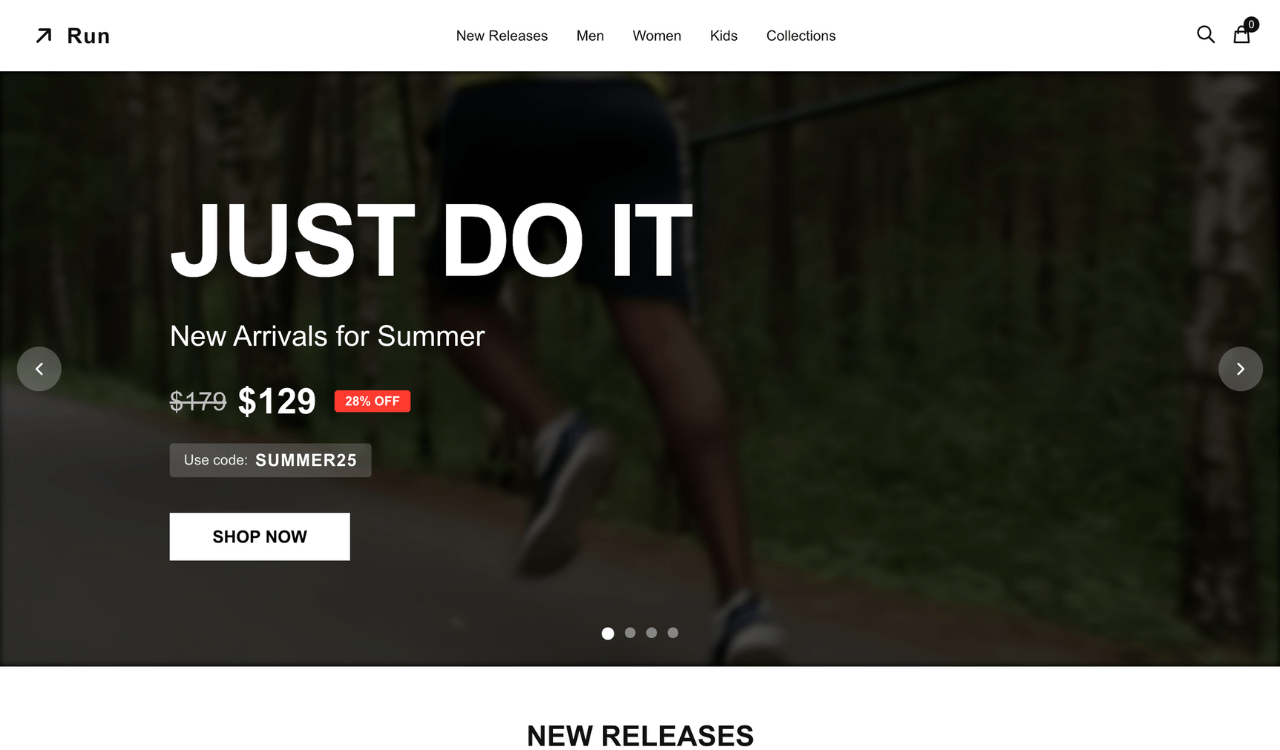 Run
New Releases Men Women Kids Collections
0
JUST DO IT
New Arrivals for Summer
$179 $129 28% OFF
Use code: SUMMER25
SHOP NOW
NEW RELEASES